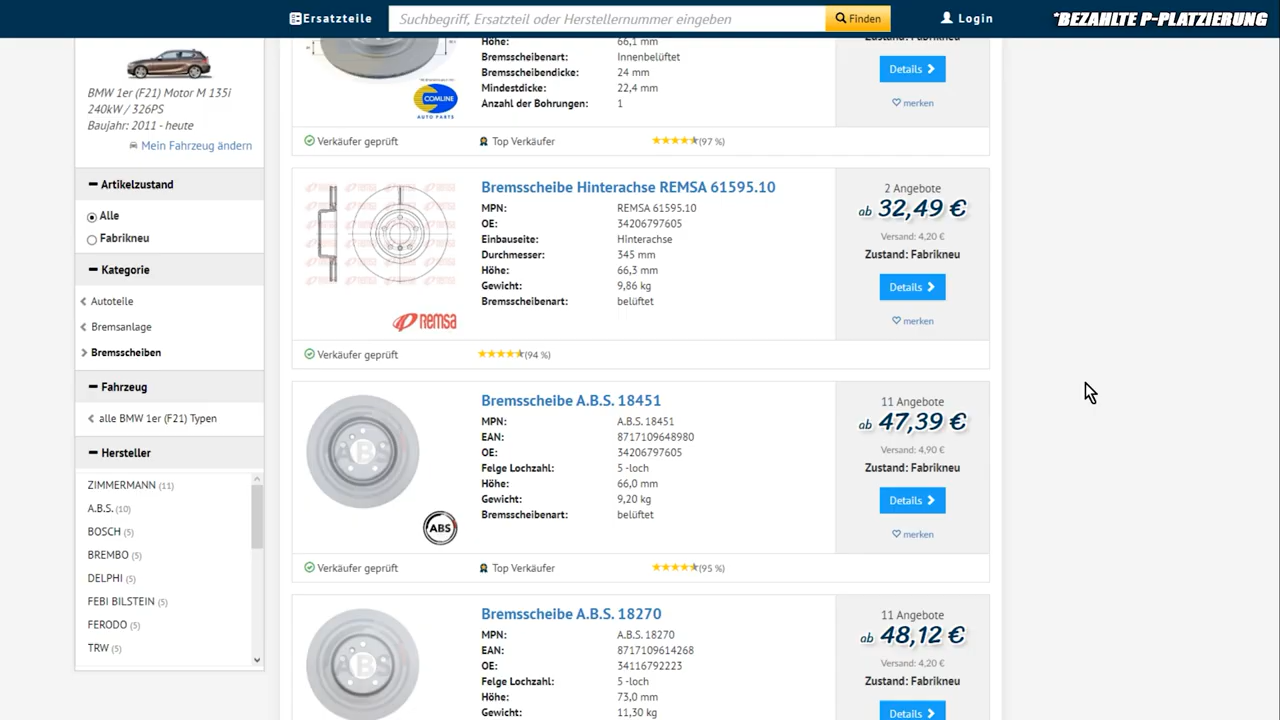 Ersatzteile
Suchbegriff, Ersatzteil oder Herstellernummer eingeben
Finden
Login
*BEZAHLTE P-PLATZIERUNG
BMW 1er (F21) Motor M 135i
240kW / 326PS
Baujahr: 2011 - heute
Mein Fahrzeug ändern
Artikelzustand
Alle
Fabrikneu
Kategorie
Autoteile
Bremsanlage
Bremsscheiben
Fahrzeug
alle BMW 1er (F21) Typen
Hersteller
ZIMMERMANN (11)
A.B.S. (10)
BOSCH (5)
BREMBO (5)
DELPHI (5)
FEBI BILSTEIN (5)
FERODO (5)
TRW (5)
Höhe: 66,1 mm
Bremsscheibenart: Innenbelüftet
Bremsscheibendicke: 24 mm
Mindestdicke: 22,4 mm
Anzahl der Bohrungen: 1
COMLINE
AUTO PARTS
Zustand: Fabrikneu
Details
merken
Verkäufer geprüft Top Verkäufer (97 %)
Bremsscheibe Hinterachse REMSA 61595.10
MPN: REMSA 61595.10
OE: 34206797605
Einbauseite: Hinterachse
Durchmesser: 345 mm
Höhe: 66,3 mm
Gewicht: 9,86 kg
Bremsscheibenart: belüftet
remsa
2 Angebote
ab 32,49 €
Versand: 4,20 €
Zustand: Fabrikneu
Details
merken
Verkäufer geprüft (94 %)
Bremsscheibe A.B.S. 18451
MPN: A.B.S. 18451
EAN: 8717109648980
OE: 34206797605
Felge Lochzahl: 5 -loch
Höhe: 66,0 mm
Gewicht: 9,20 kg
Bremsscheibenart: belüftet
B
ABS
11 Angebote
ab 47,39 €
Versand: 4,90 €
Zustand: Fabrikneu
Details
merken
Verkäufer geprüft Top Verkäufer (95 %)
Bremsscheibe A.B.S. 18270
MPN: A.B.S. 18270
EAN: 8717109614268
OE: 34116792223
Felge Lochzahl: 5 -loch
Höhe: 73,0 mm
Gewicht: 11,30 kg
B
11 Angebote
ab 48,12 €
Versand: 4,20 €
Zustand: Fabrikneu
Details